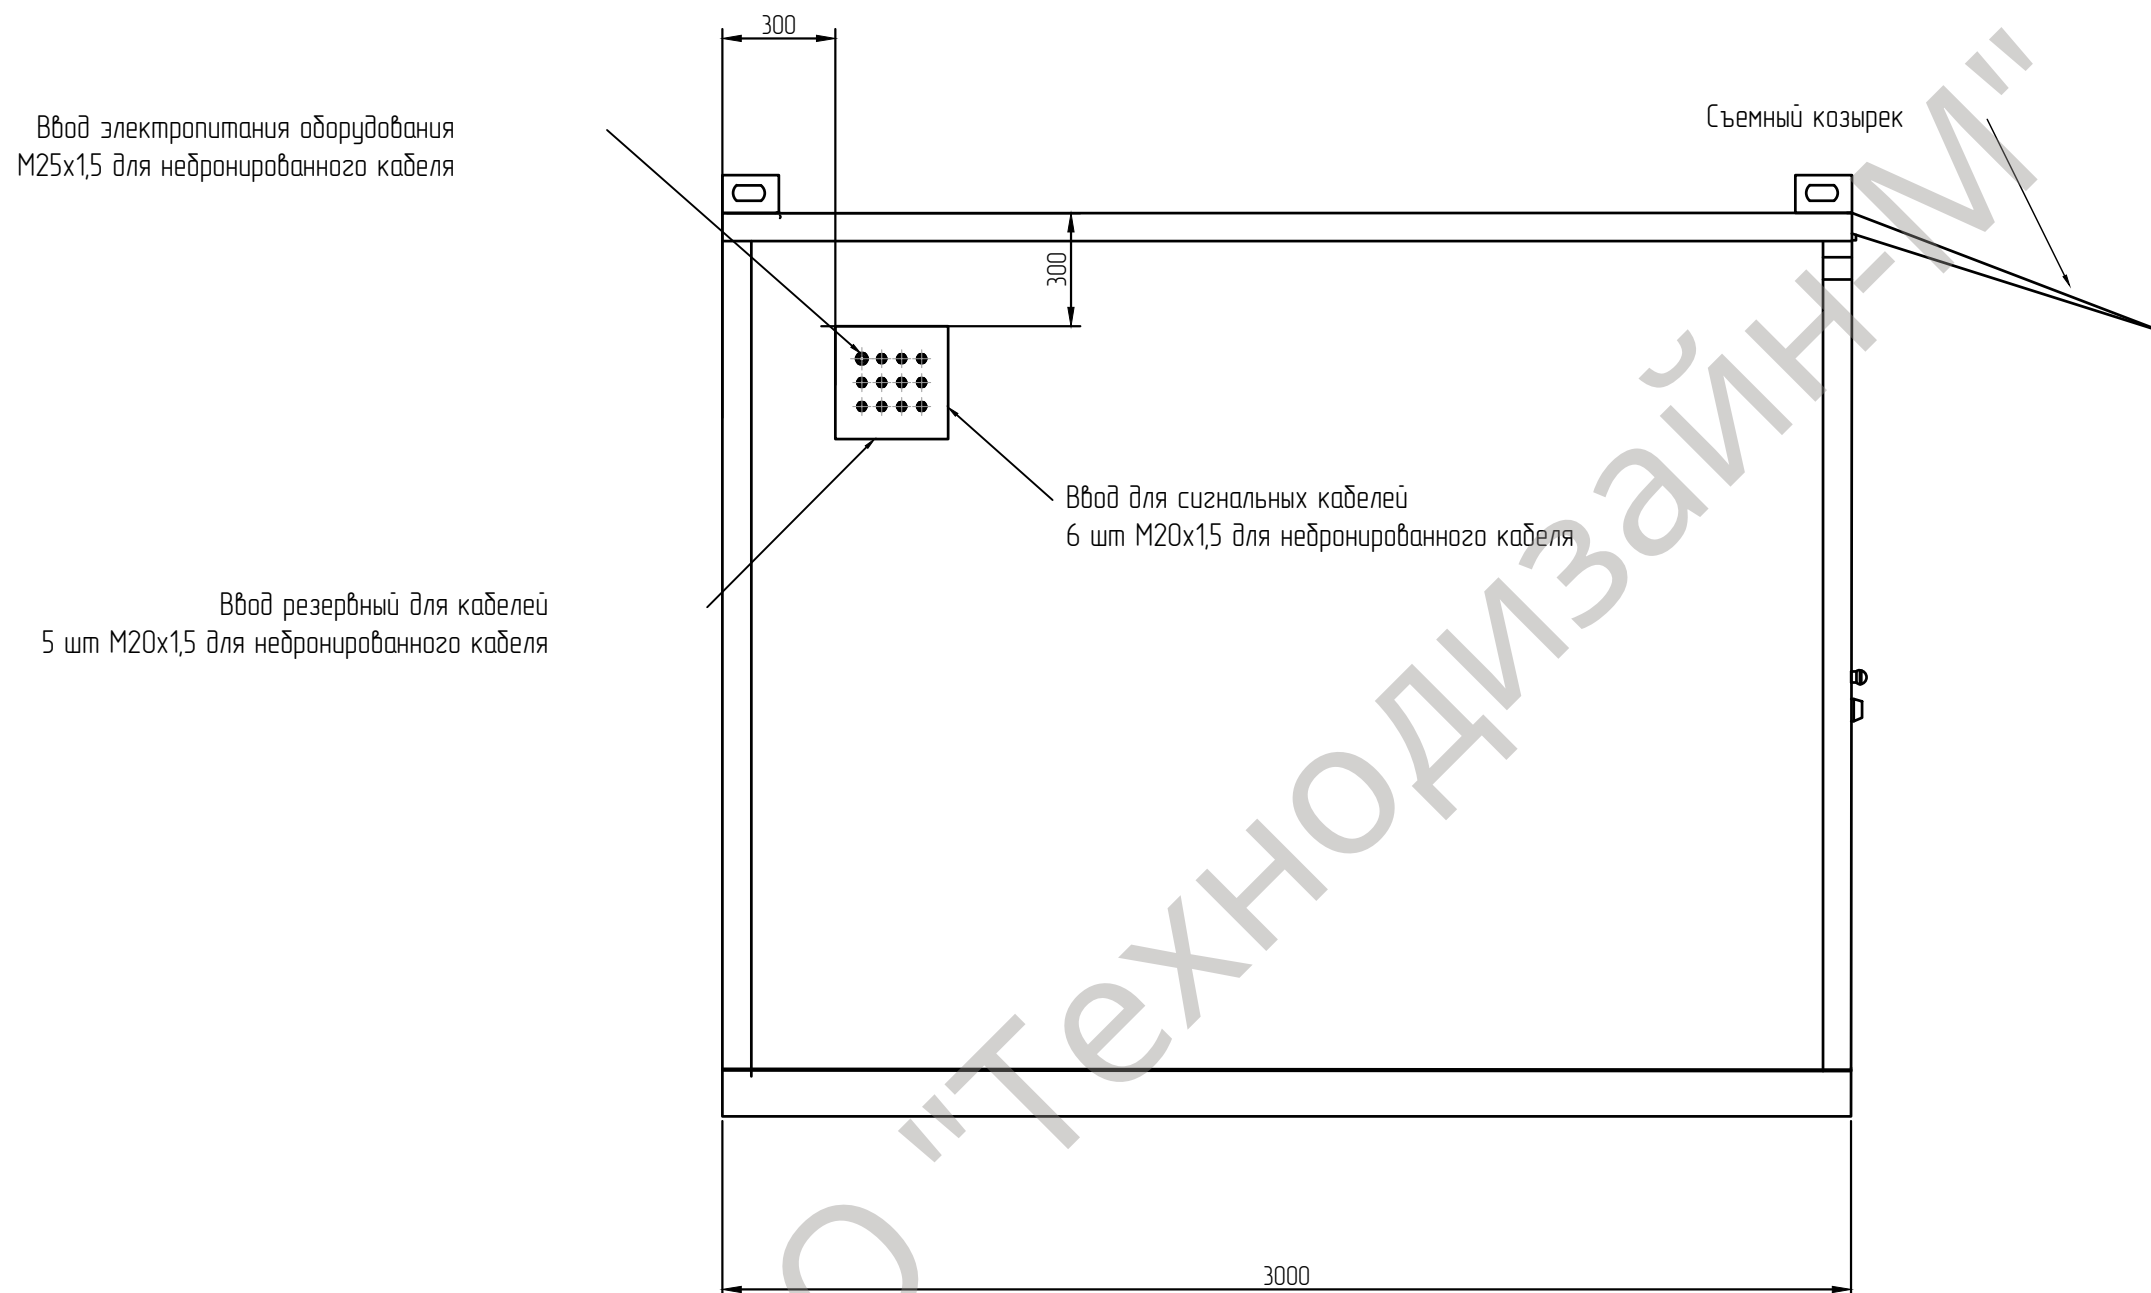 300
Ввод электропитания оборудования
М25х1,5 для небронированного кабеля
Съемный козырек
300
Ввод для сигнальных кабелей
6 шт М20х1,5 для небронированного кабеля
Ввод резервный для кабелей
5 шт М20х1,5 для небронированного кабеля
О "Технодизайн-М"
3000